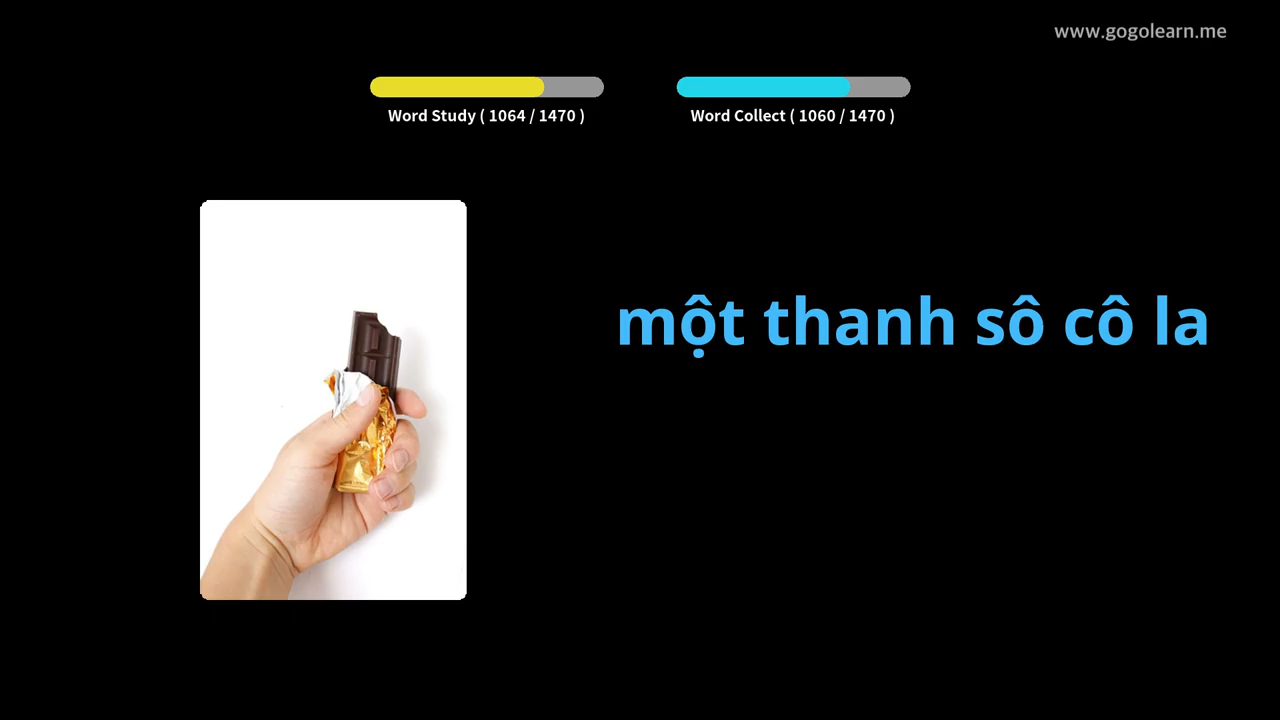 www.gogolearn.me
Word Study ( 1064 / 1470 )
Word Collect ( 1060 / 1470 )
một thanh sô cô la